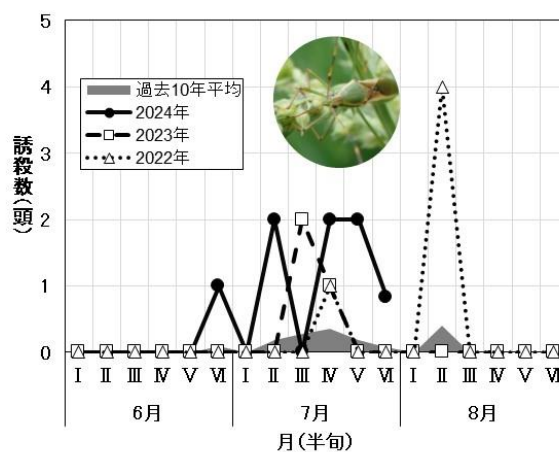 5
4
3
2
1
0
誘殺数(頭)
過去10年平均
2024年
2023年
2022年
Ⅰ Ⅱ Ⅲ Ⅳ Ⅴ Ⅵ Ⅰ Ⅱ Ⅲ Ⅳ Ⅴ Ⅵ Ⅰ Ⅱ Ⅲ Ⅳ Ⅴ Ⅵ
6月 7月 8月
月(半旬)